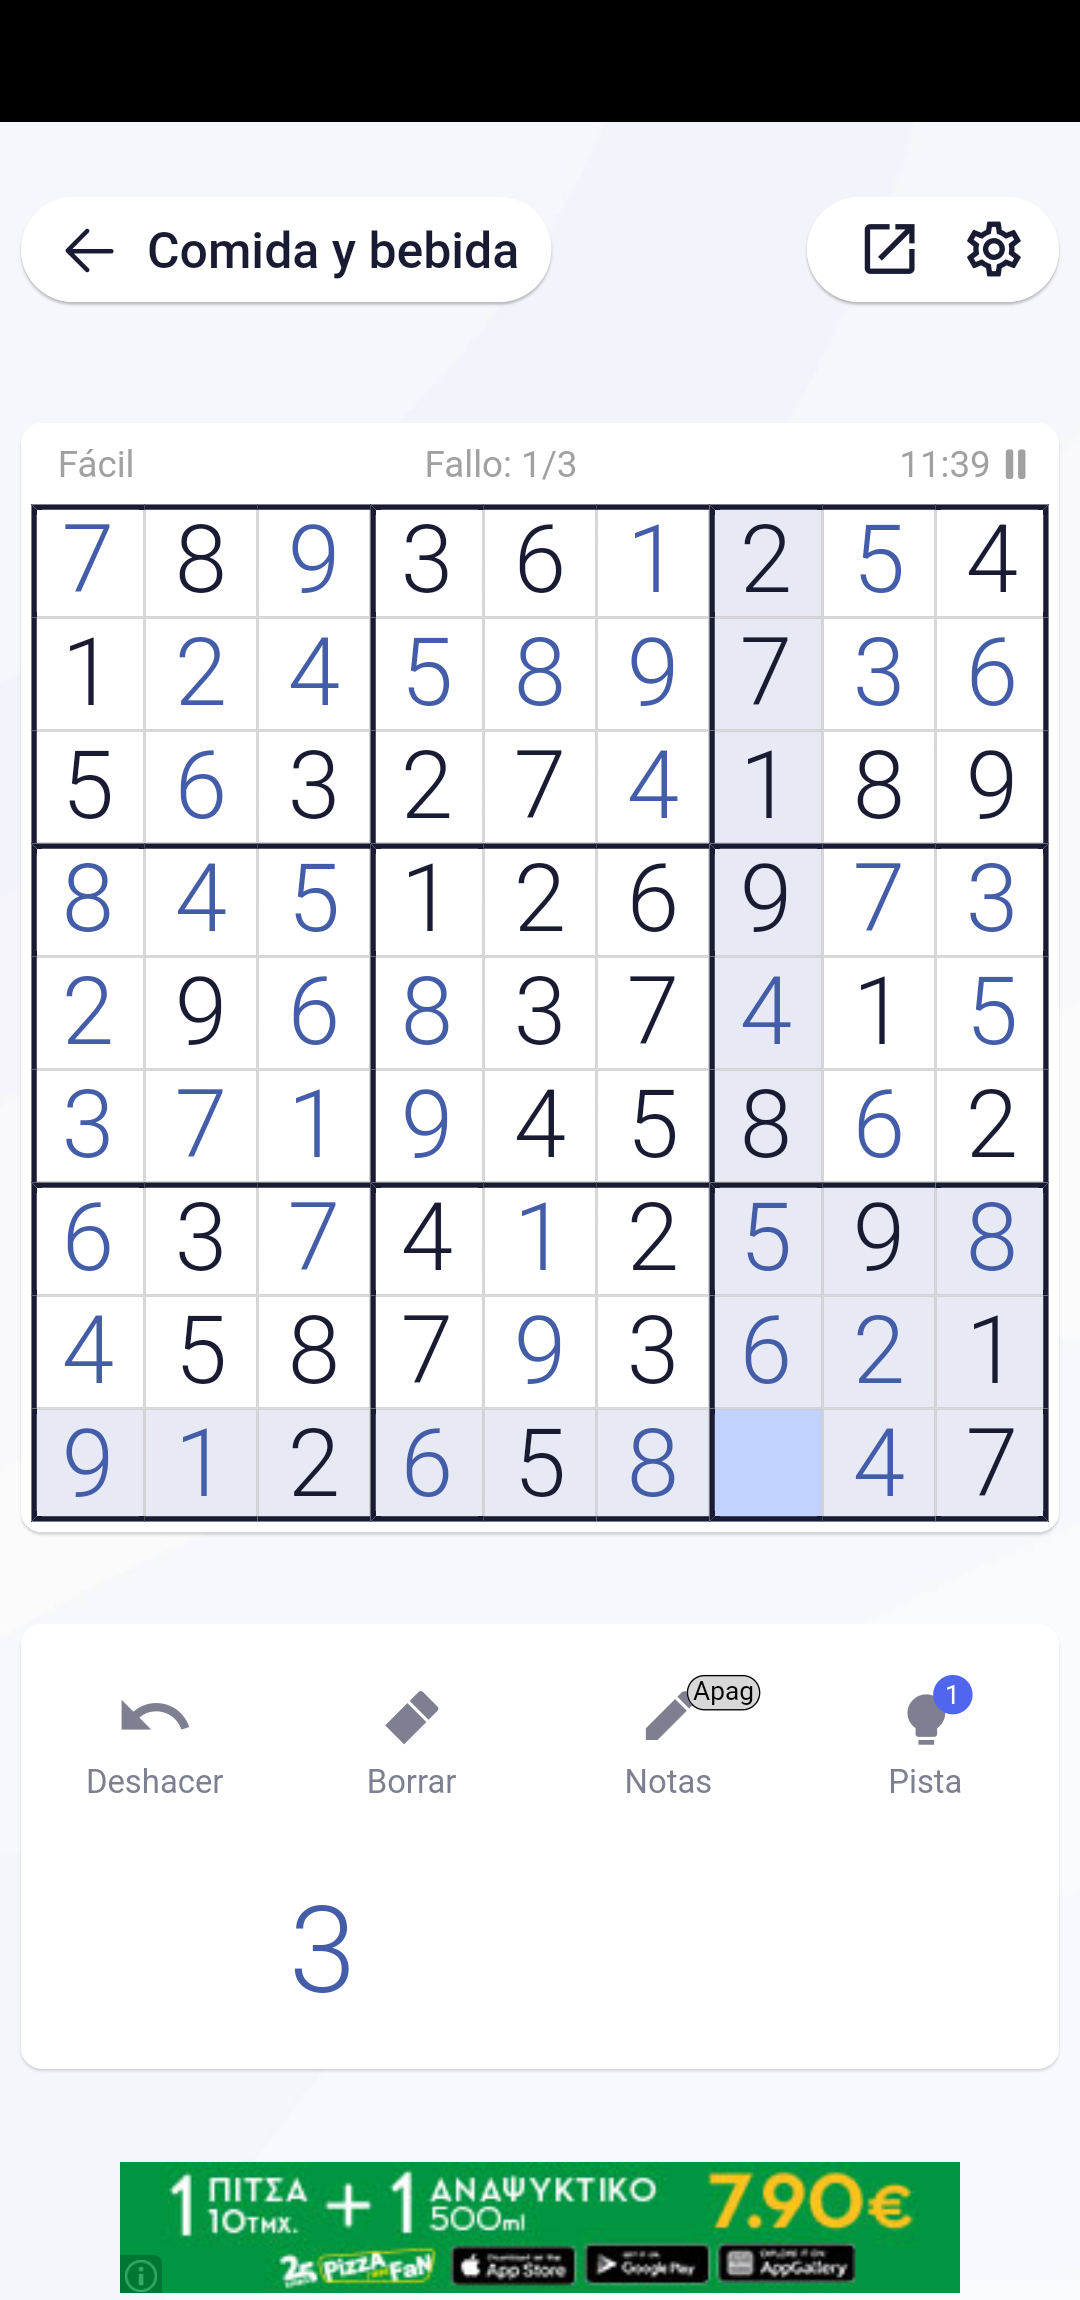 Comida y bebida
Fácil Fallo: 1/3 11:39
7 8 9 3 6 1 2 5 4
1 2 4 5 8 9 7 3 6
5 6 3 2 7 4 1 8 9
8 4 5 1 2 6 9 7 3
2 9 6 8 3 7 4 1 5
3 7 1 9 4 5 8 6 2
6 3 7 4 1 2 5 9 8
4 5 8 7 9 3 6 2 1
9 1 2 6 5 8 4 7
Apag 1
Deshacer Borrar Notas Pista
3
1 ΠΙΤΣΑ 10ΤΜΧ. + 1 ΑΝΑΨΥΚΤΙΚΟ 500ml 7.90€
25 Pizza Fan App Store Google Play AppGallery